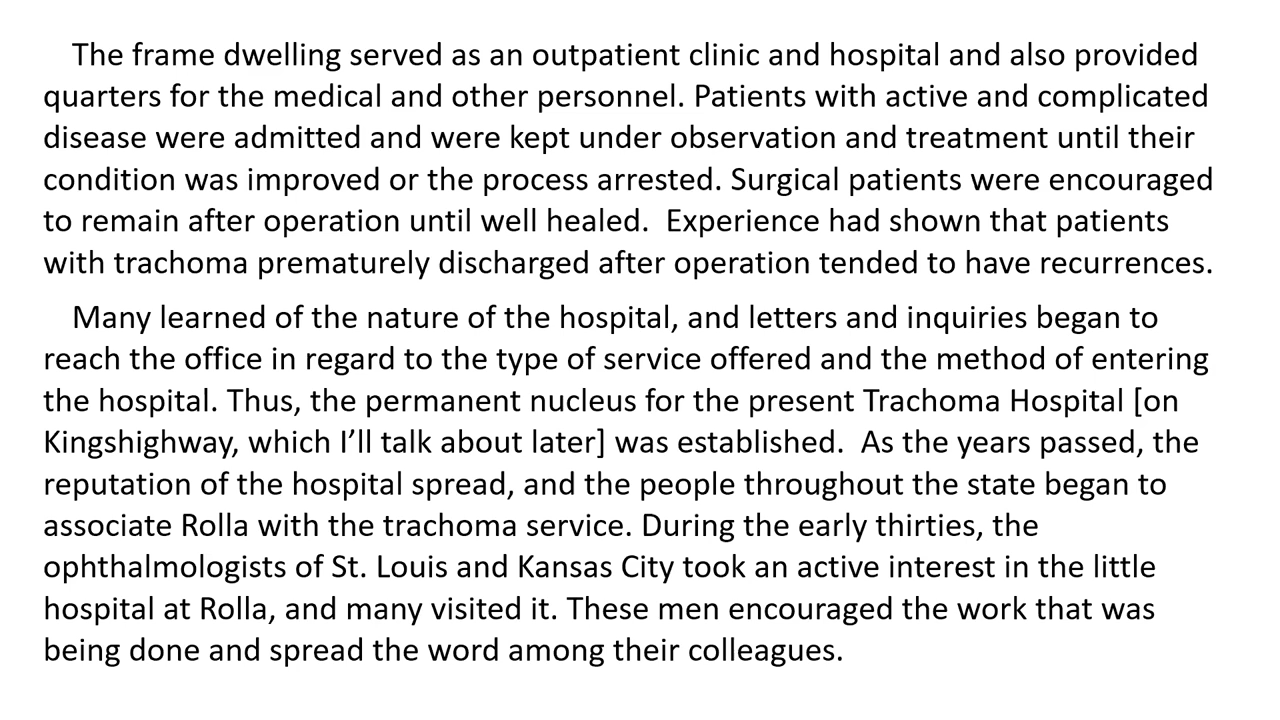 The frame dwelling served as an outpatient clinic and hospital and also provided
quarters for the medical and other personnel. Patients with active and complicated
disease were admitted and were kept under observation and treatment until their
condition was improved or the process arrested. Surgical patients were encouraged
to remain after operation until well healed.  Experience had shown that patients
with trachoma prematurely discharged after operation tended to have recurrences.
Many learned of the nature of the hospital, and letters and inquiries began to
reach the office in regard to the type of service offered and the method of entering
the hospital. Thus, the permanent nucleus for the present Trachoma Hospital [on
Kingshighway, which I’ll talk about later] was established.  As the years passed, the
reputation of the hospital spread, and the people throughout the state began to
associate Rolla with the trachoma service. During the early thirties, the
ophthalmologists of St. Louis and Kansas City took an active interest in the little
hospital at Rolla, and many visited it. These men encouraged the work that was
being done and spread the word among their colleagues.